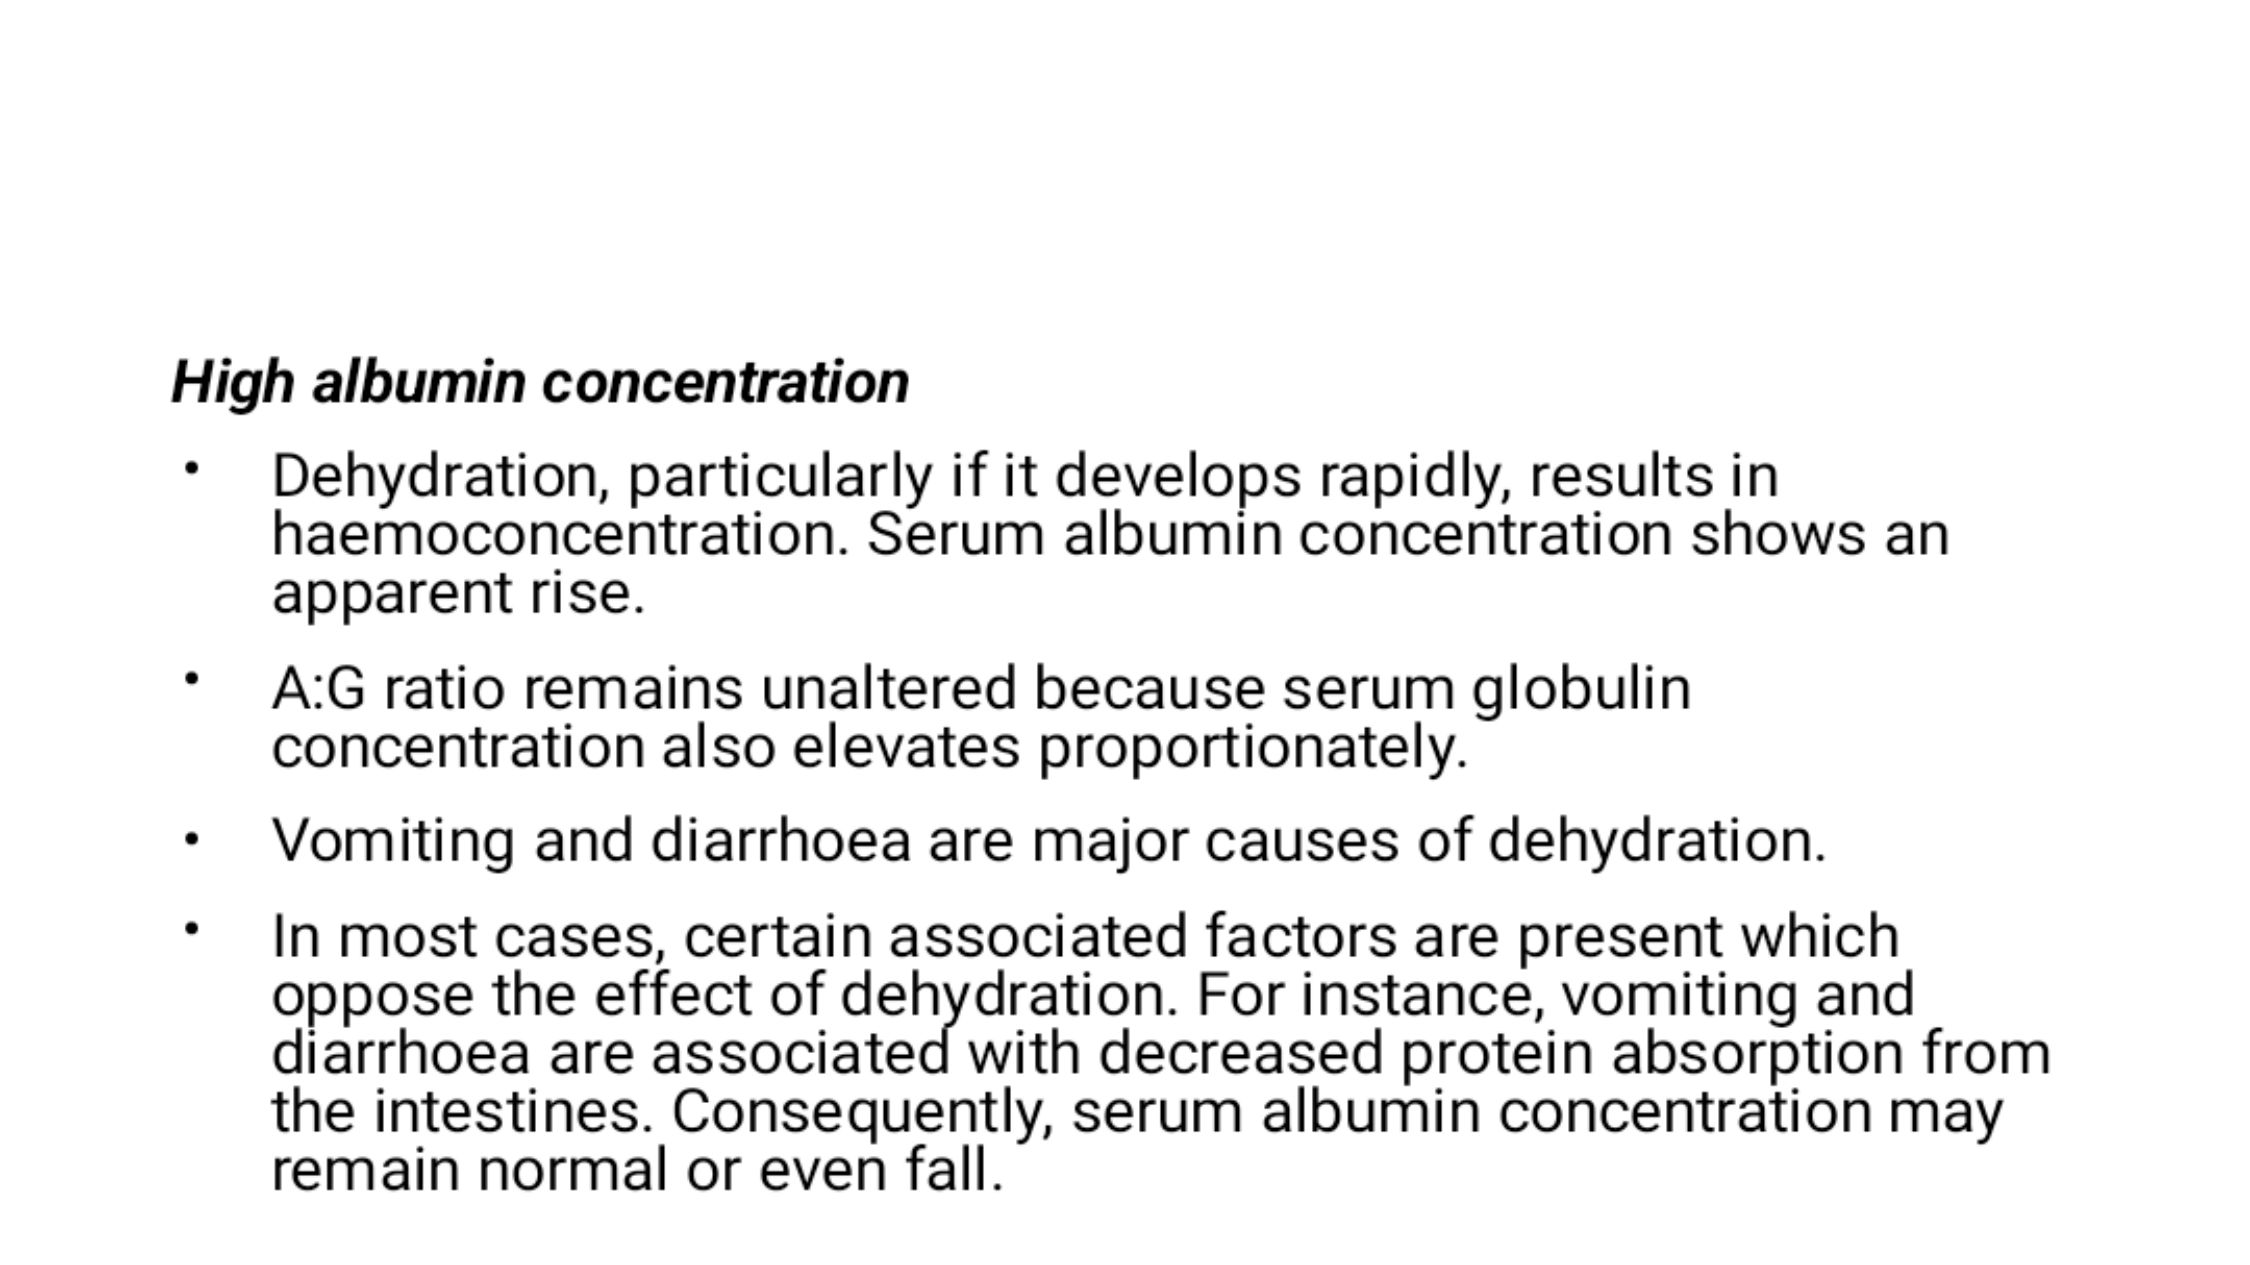 High albumin concentration
• Dehydration, particularly if it develops rapidly, results in
haemoconcentration. Serum albumin concentration shows an
apparent rise.
• A:G ratio remains unaltered because serum globulin
concentration also elevates proportionately.
• Vomiting and diarrhoea are major causes of dehydration.
• In most cases, certain associated factors are present which
oppose the effect of dehydration. For instance, vomiting and
diarrhoea are associated with decreased protein absorption from
the intestines. Consequently, serum albumin concentration may
remain normal or even fall.